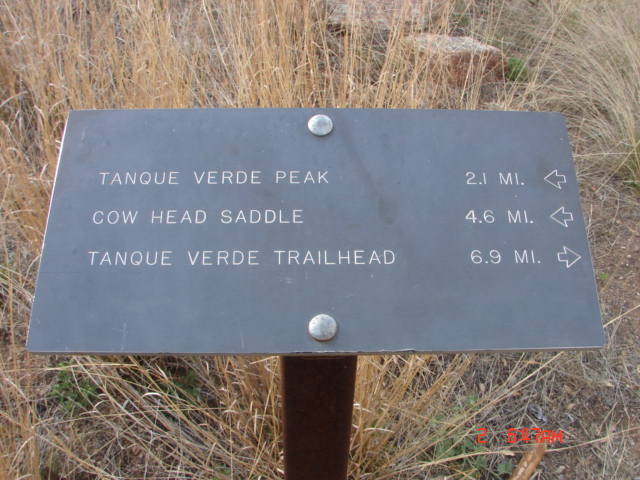 TANQUE VERDE PEAK 2.1 MI.
COW HEAD SADDLE 4.6 MI.
TANQUE VERDE TRAILHEAD 6.9 MI.